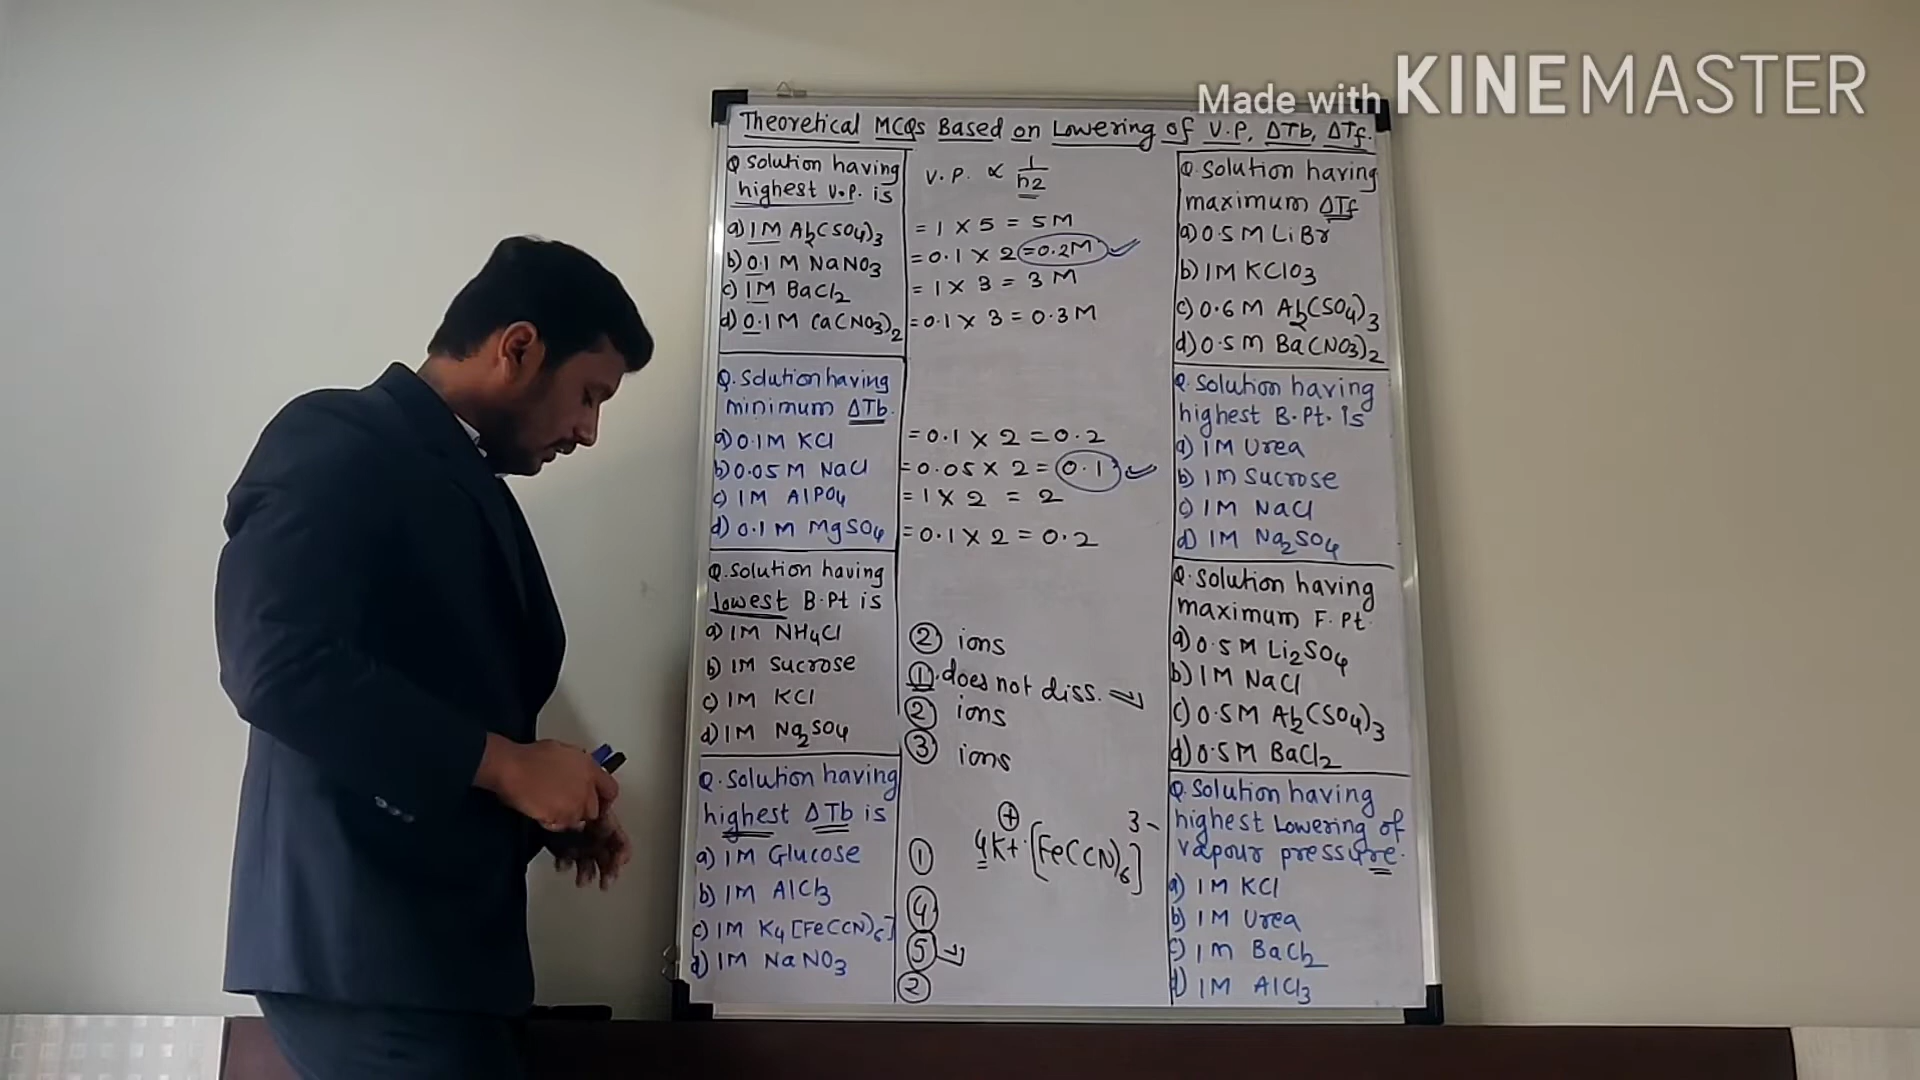 Made with KINEMASTER
Theoretical MCQs Based on Lowering of V.P, ΔTb, ΔTf.
Q Solution having
highest V.P. is
a) 1M Al2(SO4)3
b) 0.1 M NaNO3
c) 1M BaCl2
d) 0.1M Ca(NO3)2
V.P. ∝ 1/n2
= 1 × 5 = 5M
= 0.1 × 2 = 0.2M
= 1 × 3 = 3M
= 0.1 × 3 = 0.3M
Q. Solution having
minimum ΔTb.
a) 0.1M KCl
b) 0.05 M NaCl
c) 1M AlPO4
d) 0.1 M MgSO4
= 0.1 × 2 = 0.2
= 0.05 × 2 = 0.1
= 1 × 2 = 2
= 0.1 × 2 = 0.2
Q. Solution having
lowest B.Pt is
a) 1M NH4Cl
b) 1M Sucrose
c) 1M KCl
d) 1M Na2SO4
2 ions
1. does not diss.
2 ions
3 ions
Q. Solution having
highest ΔTb is
a) 1M Glucose
b) 1M AlCl3
c) 1M K4[Fe(CN)6]
d) 1M NaNO3
1
4
5
2
4K+ + [Fe(CN)6]3-
Q. Solution having
maximum ΔTf
a) 0.5 M LiBr
b) 1M KClO3
c) 0.6 M Al2(SO4)3
d) 0.5 M Ba(NO3)2
Q. Solution having
highest B.Pt. is
a) 1M Urea
b) 1M Sucrose
c) 1M NaCl
d) 1M Na2SO4
Q. Solution having
maximum F.Pt.
a) 0.5 M Li2SO4
b) 1M NaCl
c) 0.5M Al2(SO4)3
d) 0.5M BaCl2
Q. Solution having
highest Lowering of
vapour pressure.
a) 1M KCl
b) 1M Urea
c) 1M BaCl2
d) 1M AlCl3